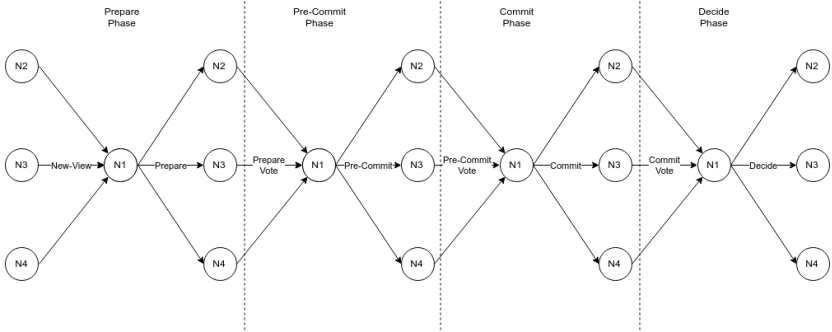 Prepare
Phase
Pre-Commit
Phase
Commit
Phase
Decide
Phase
N2
N2
N2
N2
N2
N3
New-View
N1
Prepare
N3
Prepare
Vote
N1
Pre-Commit
N3
Pre-Commit
Vote
N1
Commit
N3
Commit
Vote
N1
Decide
N3
N4
N4
N4
N4
N4